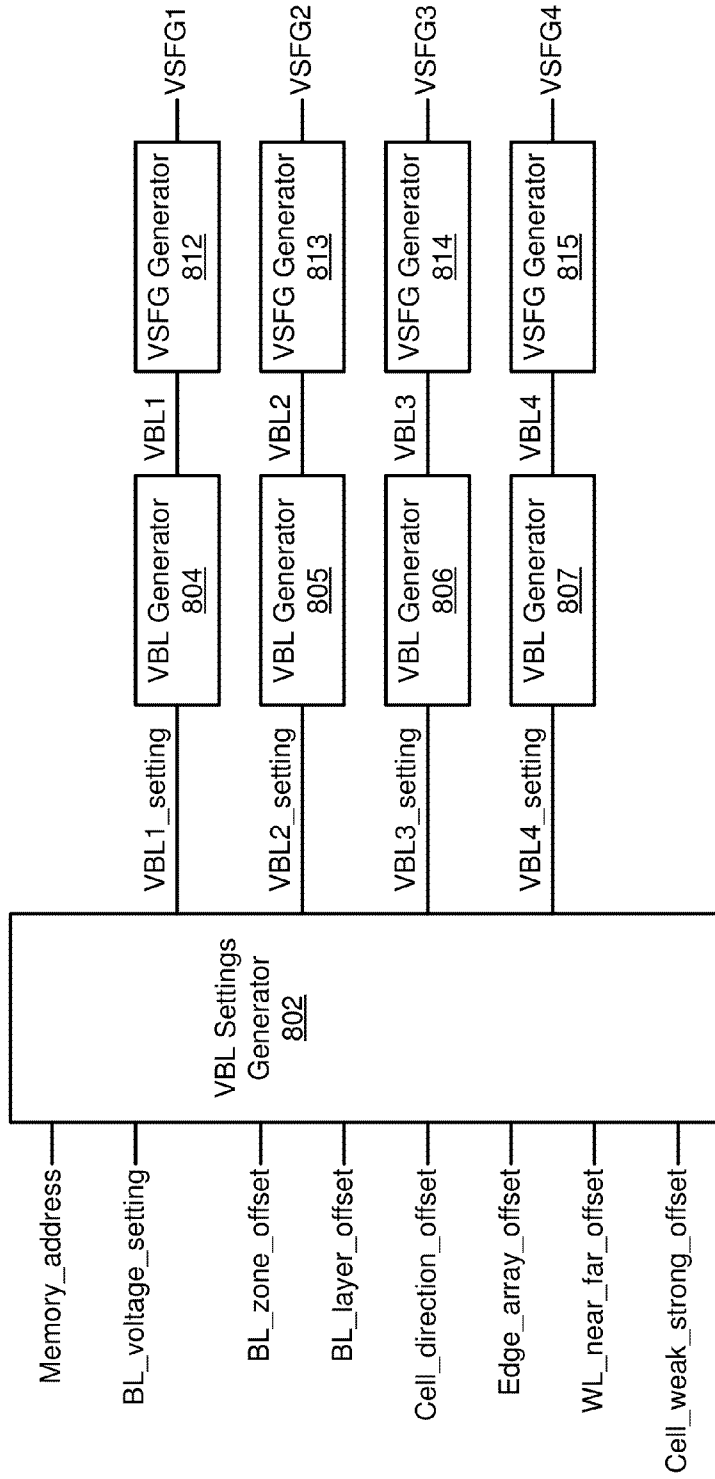 Memory_address
BL_voltage_setting
BL_zone_offset
BL_layer_offset
Cell_direction_offset
Edge_array_offset
WL_near_far_offset
Cell_weak_strong_offset
VBL Settings
Generator
802
VBL1_setting
VBL Generator
804
VBL1
VSFG Generator
812
VSFG1
VBL2_setting
VBL Generator
805
VBL2
VSFG Generator
813
VSFG2
VBL3_setting
VBL Generator
806
VBL3
VSFG Generator
814
VSFG3
VBL4_setting
VBL Generator
807
VBL4
VSFG Generator
815
VSFG4